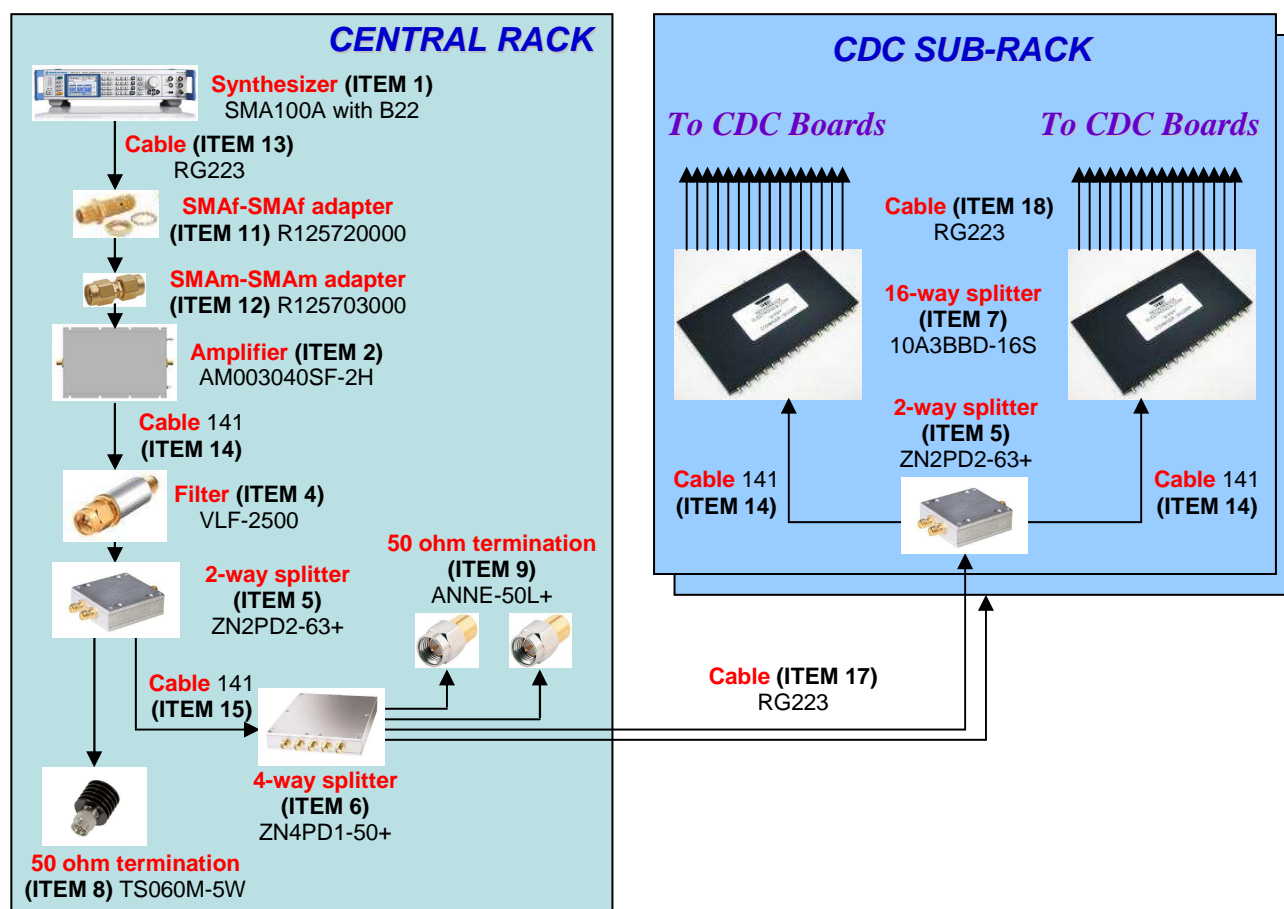 CENTRAL RACK
Synthesizer (ITEM 1)
SMA100A with B22
Cable (ITEM 13)
RG223
SMAf-SMAf adapter
(ITEM 11) R125720000
SMAm-SMAm adapter
(ITEM 12) R125703000
Amplifier (ITEM 2)
AM003040SF-2H
Cable 141
(ITEM 14)
Filter (ITEM 4)
VLF-2500
2-way splitter
(ITEM 5)
ZN2PD2-63+
50 ohm termination
(ITEM 9)
ANNE-50L+
Cable 141
(ITEM 15)
4-way splitter
(ITEM 6)
ZN4PD1-50+
50 ohm termination
(ITEM 8) TS060M-5W
Cable (ITEM 17)
RG223
CDC SUB-RACK
To CDC Boards
To CDC Boards
Cable (ITEM 18)
RG223
16-way splitter
(ITEM 7)
10A3BBD-16S
2-way splitter
(ITEM 5)
ZN2PD2-63+
Cable 141
(ITEM 14)
Cable 141
(ITEM 14)